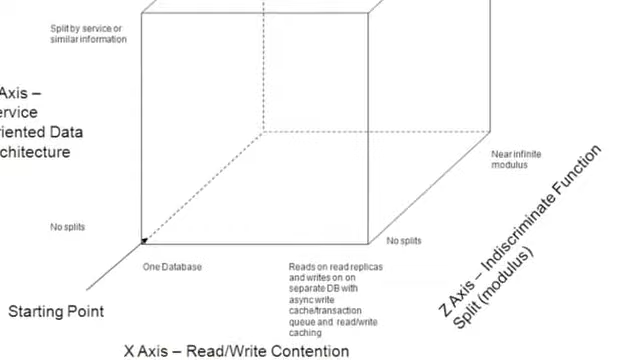 Split by service or
similar information
Axis –
ervice
riented Data
chitecture
Near infinite
modulus
No splits
No splits
One Database
Reads on read replicas
and writes on on
separate DB with
async write
cache/transaction
queue and read/write
caching
Starting Point
X Axis – Read/Write Contention
Z Axis – Indiscriminate Function
Split (modulus)